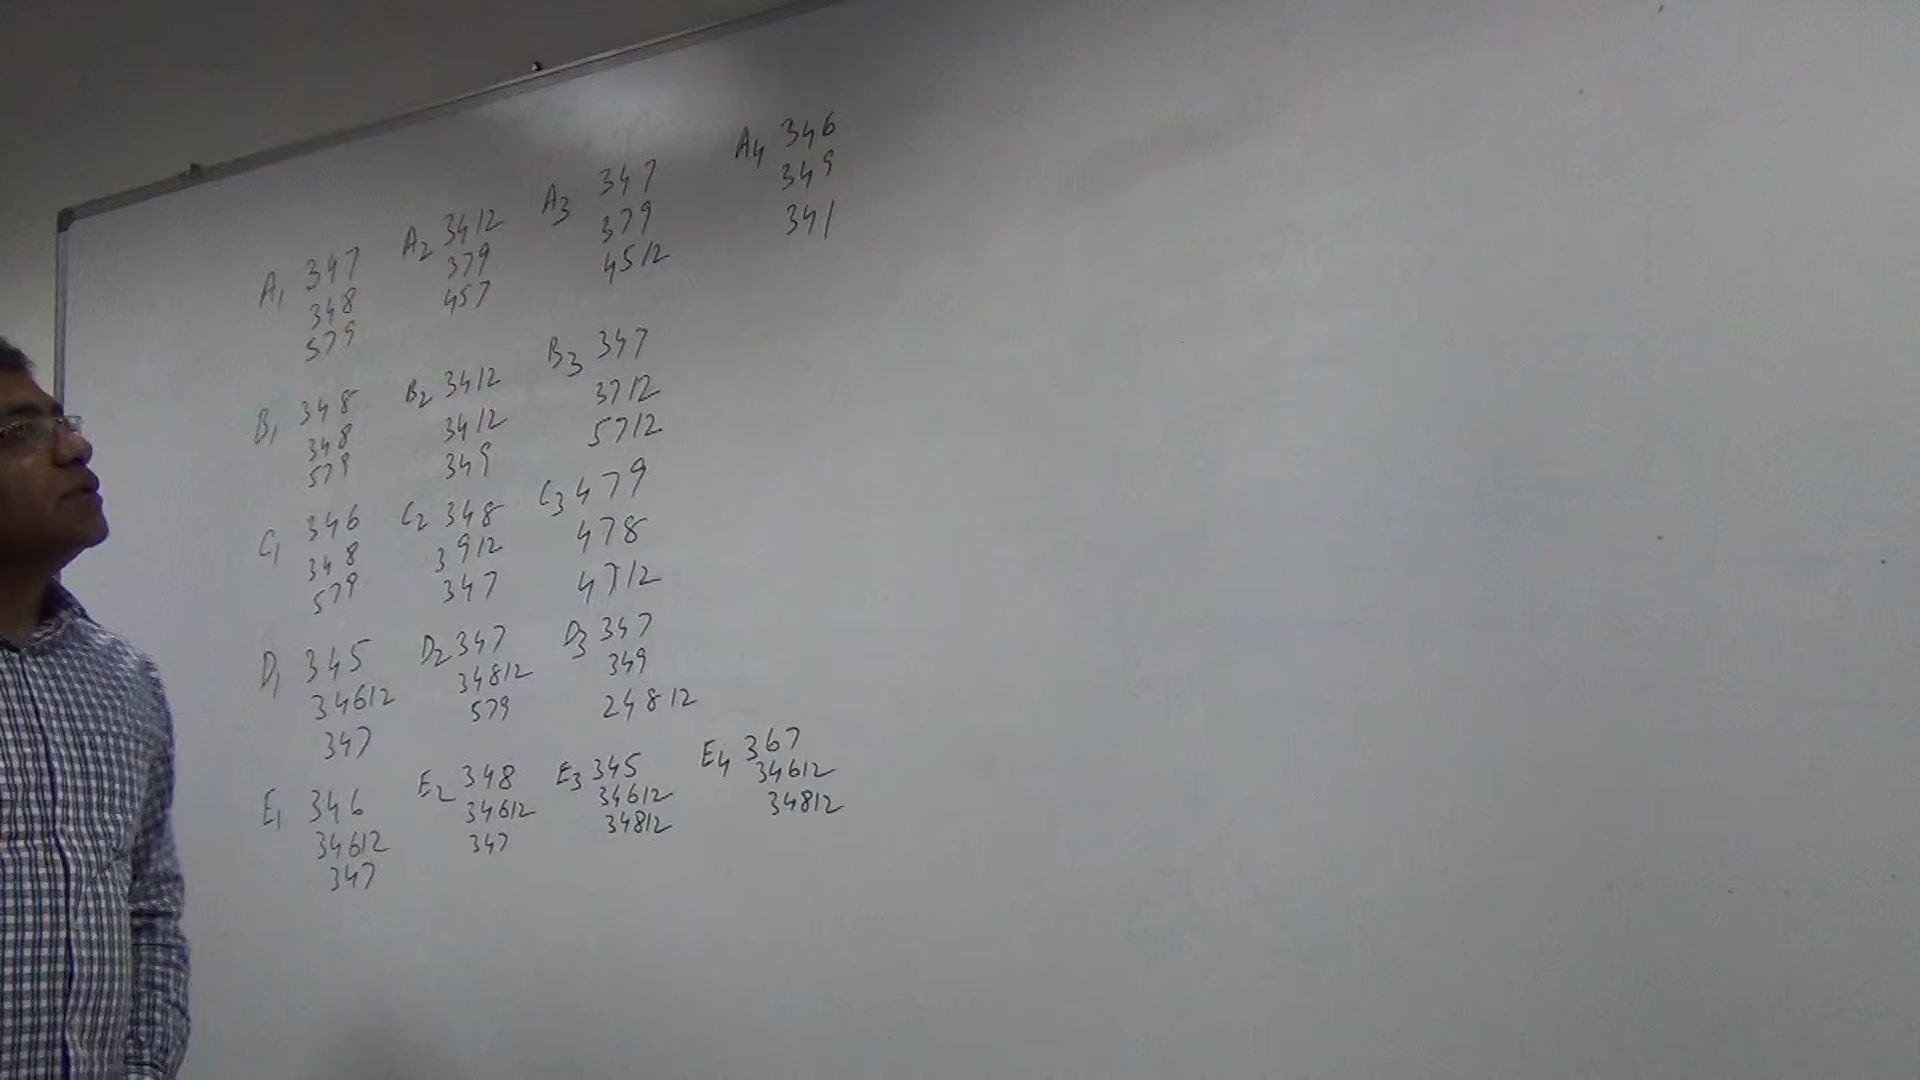 A1 347
348
579
A2 3412
379
457
A3 347
379
4512
A4 346
349
341
B1 348
348
579
B2 3412
3412
349
B3 347
3712
5712
C1 346
348
579
C2 348
3912
347
C3 479
478
4712
D1 345
34612
347
D2 347
34812
579
D3 347
349
24812
E1 346
34612
347
E2 348
34612
347
E3 345
34612
34812
E4 367
34612
34812